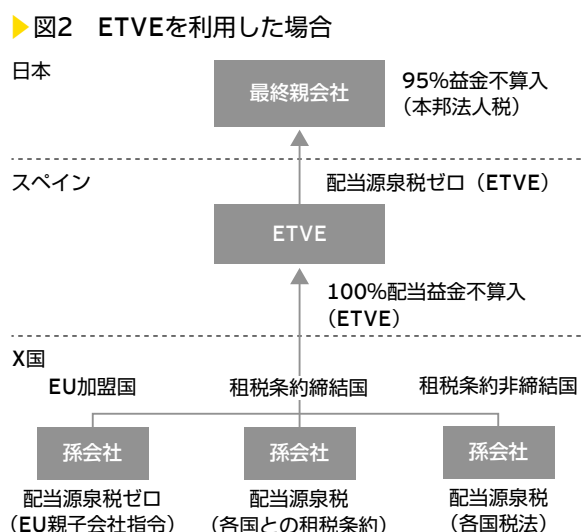 ▶図2 ETVEを利用した場合
日本
最終親会社
95%益金不算入
(本邦法人税)
スペイン
配当源泉税ゼロ(ETVE)
ETVE
100%配当益金不算入
(ETVE)
X国
EU加盟国
租税条約締結国
租税条約非締結国
孫会社
孫会社
孫会社
配当源泉税ゼロ
(EU親子会社指令)
配当源泉税
(各国との租税条約)
配当源泉税
(各国税法)